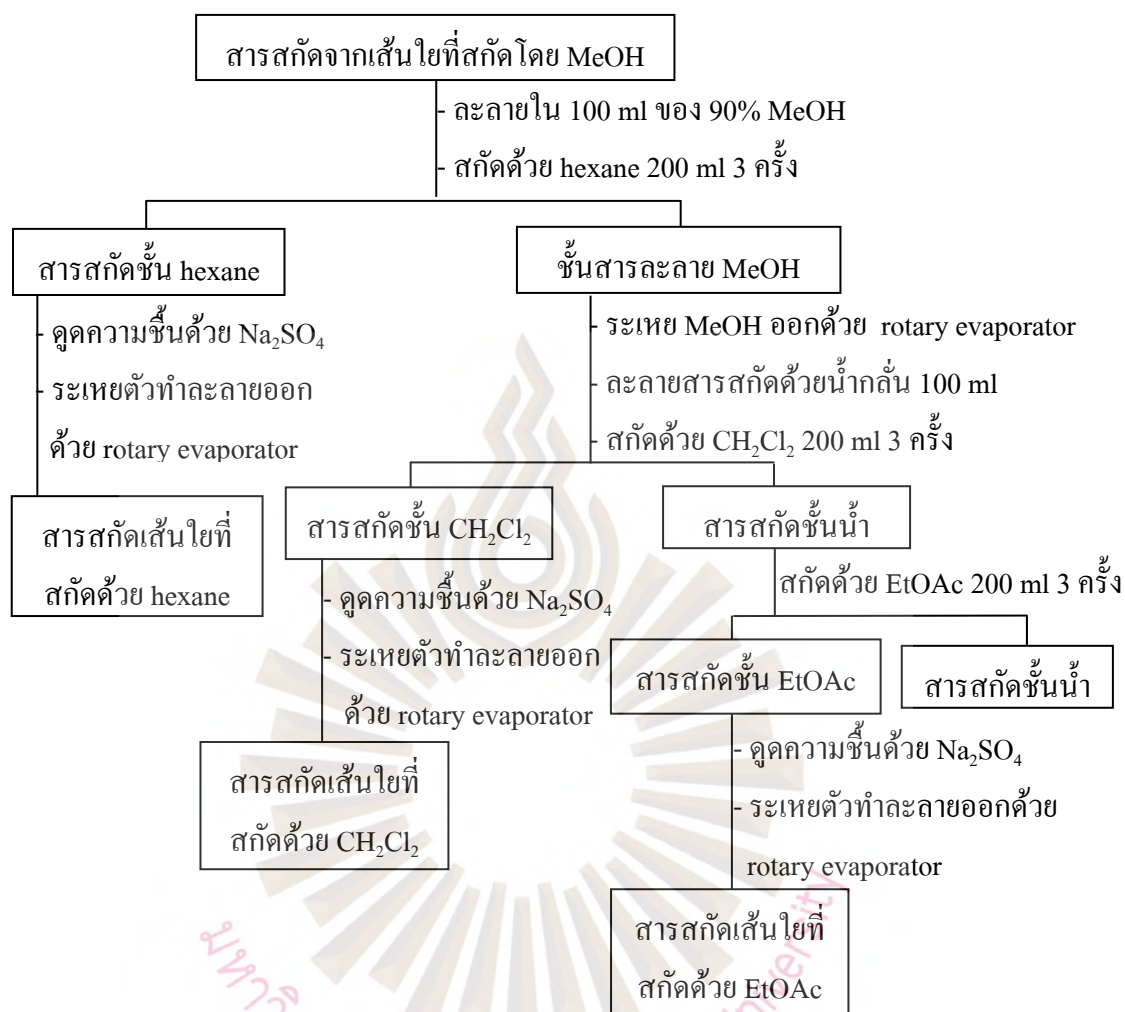 สารสกัดจากเส้นใยที่สกัดโดย MeOH
- ละลายใน 100 ml ของ 90% MeOH
- สกัดด้วย hexane 200 ml 3 ครั้ง
สารสกัดชั้น hexane
ชั้นสารละลาย MeOH
- ดูดความชื้นด้วย Na₂SO₄
- ระเหยตัวทำละลายออก
ด้วย rotary evaporator
- ระเหย MeOH ออกด้วย rotary evaporator
- ละลายสารสกัดด้วยน้ำกลั่น 100 ml
- สกัดด้วย CH₂Cl₂ 200 ml 3 ครั้ง
สารสกัดเส้นใยที่
สกัดด้วย hexane
สารสกัดชั้น CH₂Cl₂
สารสกัดชั้นน้ำ
- ดูดความชื้นด้วย Na₂SO₄
- ระเหยตัวทำละลายออก
ด้วย rotary evaporator
สกัดด้วย EtOAc 200 ml 3 ครั้ง
สารสกัดชั้น EtOAc
สารสกัดชั้นน้ำ
สารสกัดเส้นใยที่
สกัดด้วย CH₂Cl₂
- ดูดความชื้นด้วย Na₂SO₄
- ระเหยตัวทำละลายออกด้วย
rotary evaporator
สารสกัดเส้นใยที่
สกัดด้วย EtOAc